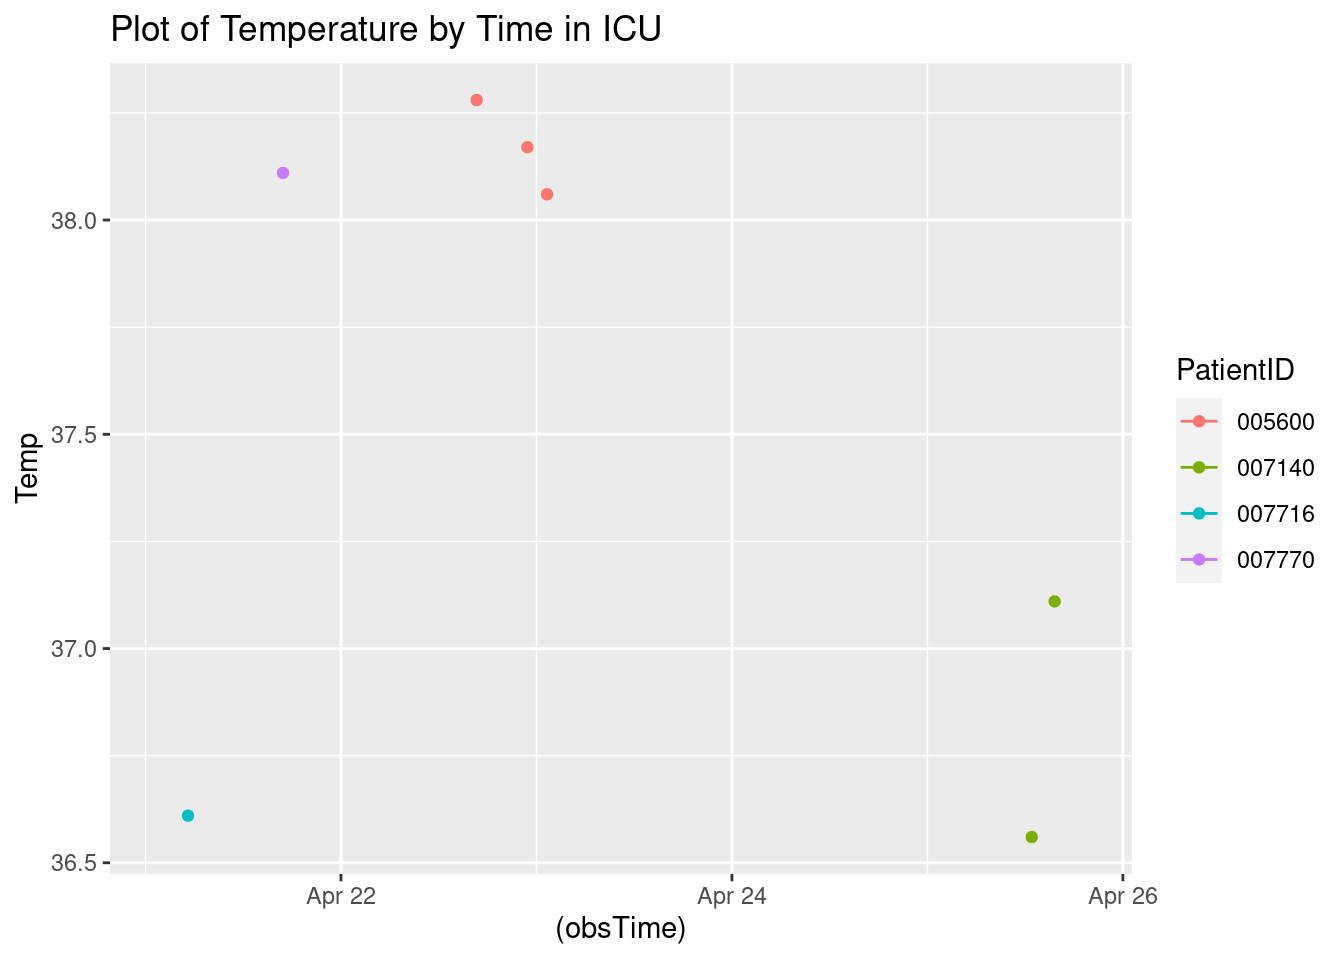 Plot of Temperature by Time in ICU
38.0
37.5
37.0
36.5
Temp
Apr 22
Apr 24
Apr 26
(obsTime)
PatientID
005600
007140
007716
007770